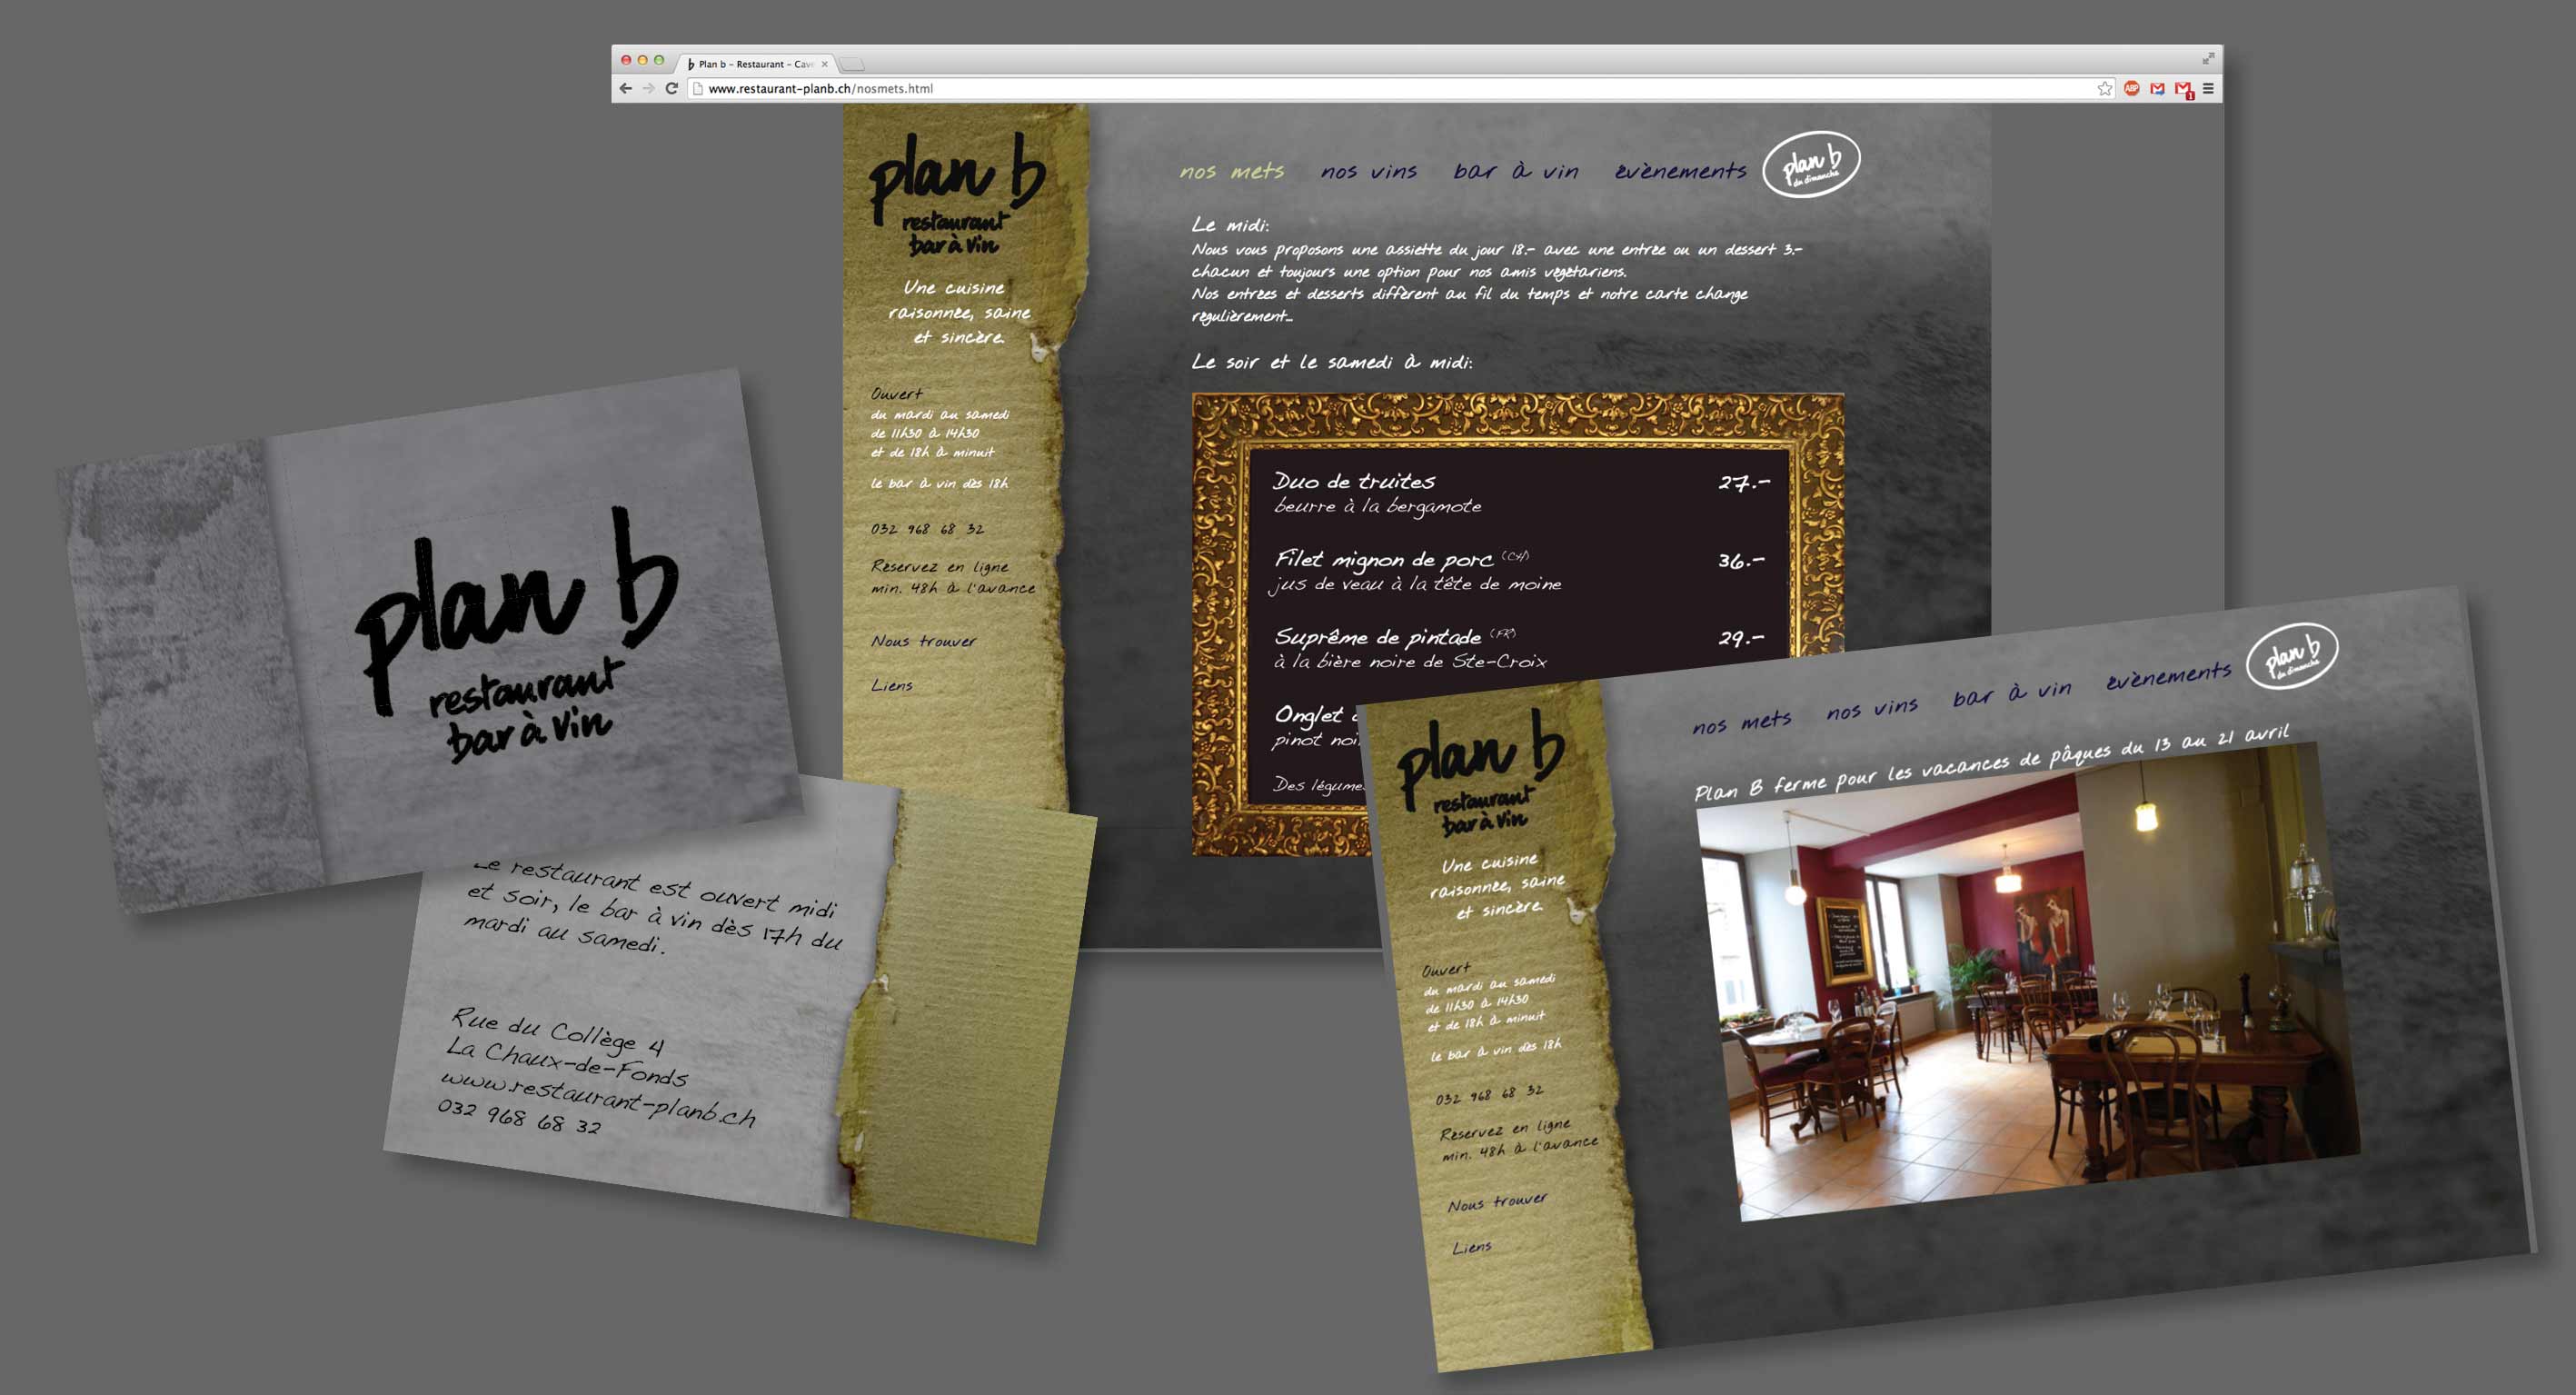 Plan b - Restaurant - Cav
www.restaurant-planb.ch/nosmets.html
ABP
1
plan b
restaurant
bar à vin
Une cuisine
raisonnée, saine
et sincère.
Ouvert
du mardi au samedi
de 11h30 à 14h30
et de 18h à minuit
le bar à vin dès 18h
032 968 68 32
Réservez en ligne
min. 48h à l'avance
Nous trouver
Liens
nos mets nos vins bar à vin évènements
plan b
du dimanche
Le midi:
Nous vous proposons une assiette du jour 18.- avec une entrée ou un dessert 3.-
chacun et toujours une option pour nos amis végétariens.
Nos entrées et desserts diffèrent au fil du temps et notre carte change
régulièrement...
Le soir et le samedi à midi:
Duo de truites 27.-
beurre à la bergamote
Filet mignon de porc (CH) 36.-
jus de veau à la tête de moine
Suprême de pintade (FR) 29.-
à la bière noire de Ste-Croix
Onglet
pinot noi
Des légume
plan b
restaurant
bar à vin
Le restaurant est ouvert midi
et soir, le bar à vin dès 17h du
mardi au samedi.
Rue du Collège 4
La Chaux-de-Fonds
www.restaurant-planb.ch
032 968 68 32
plan b
restaurant
bar à vin
Une cuisine
raisonnée, saine
et sincère.
Ouvert
du mardi au samedi
de 11h30 à 14h30
et de 18h à minuit
le bar à vin dès 18h
032 968 68 32
Réservez en ligne
min. 48h à l'avance
Nous trouver
Liens
nos mets nos vins bar à vin évènements
plan b
du dimanche
Plan B ferme pour les vacances de pâques du 13 au 21 avril